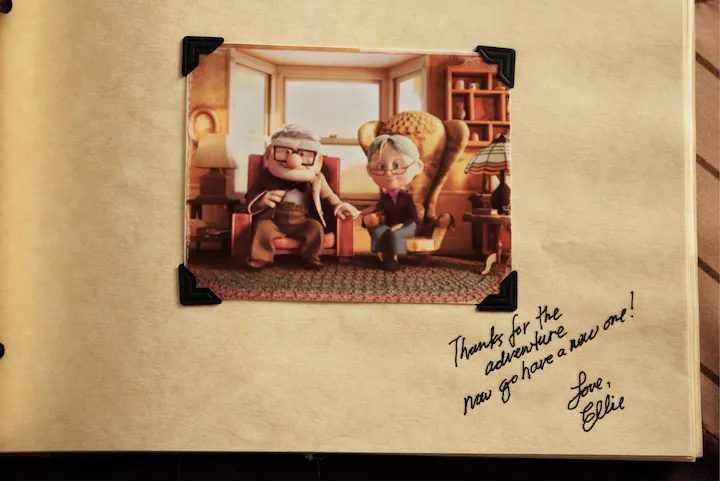 Thanks for the
adventure
now go have a new one!
Love,
Ellie